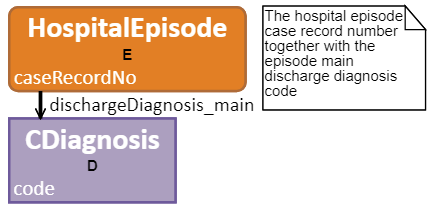 HospitalEpisode
E
caseRecordNo
dischargeDiagnosis_main
CDiagnosis
D
code
The hospital episode
case record number
together with the
episode main
discharge diagnosis
code